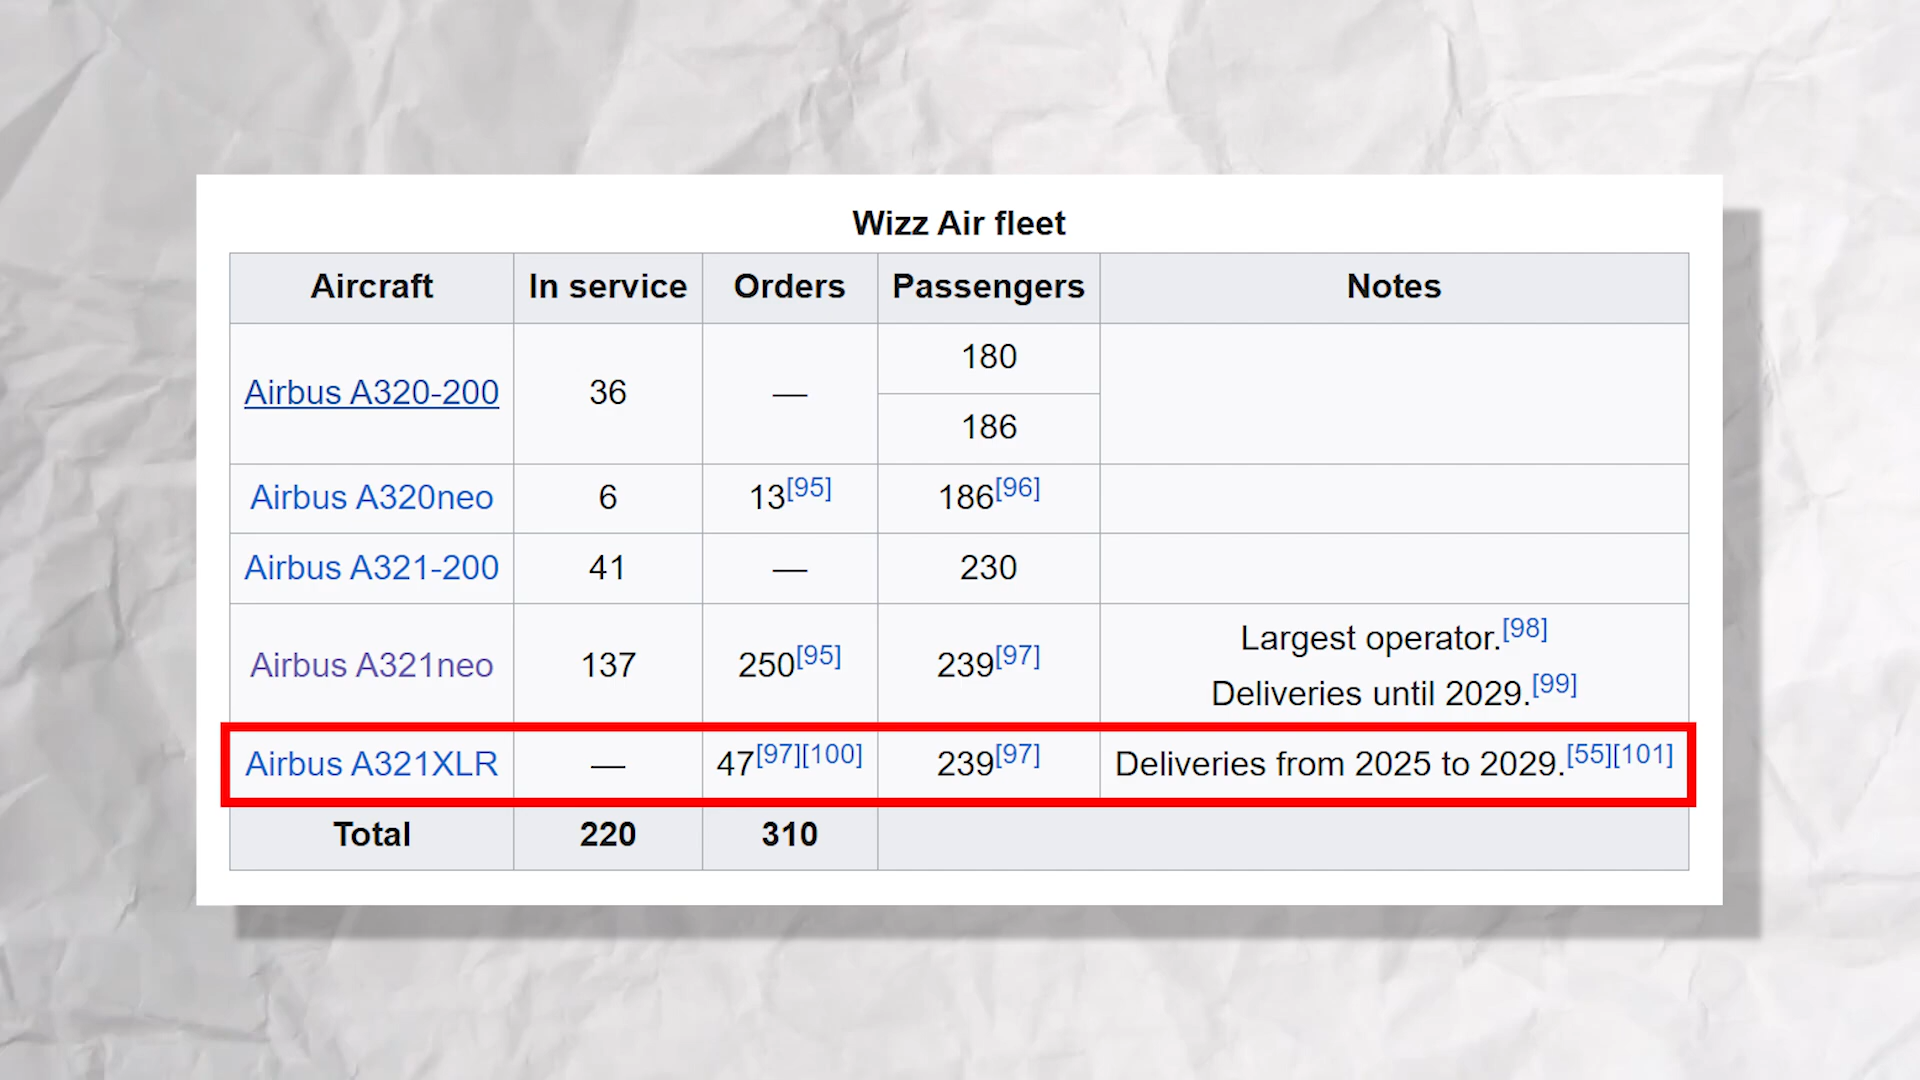 Wizz Air fleet
Aircraft In service Orders Passengers Notes
Airbus A320-200 36 — 180
186
Airbus A320neo 6 13[95] 186[96]
Airbus A321-200 41 — 230
Airbus A321neo 137 250[95] 239[97] Largest operator.[98]
Deliveries until 2029.[99]
Airbus A321XLR — 47[97][100] 239[97] Deliveries from 2025 to 2029.[55][101]
Total 220 310